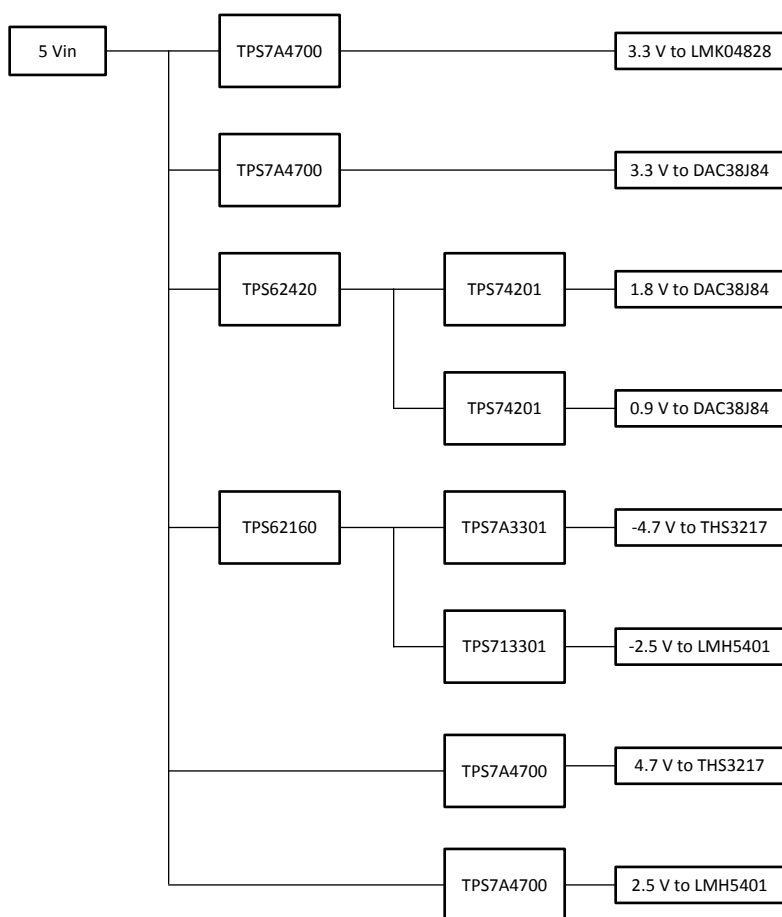 5 Vin
TPS7A4700
3.3 V to LMK04828
TPS7A4700
3.3 V to DAC38J84
TPS62420
TPS74201
1.8 V to DAC38J84
TPS74201
0.9 V to DAC38J84
TPS62160
TPS7A3301
-4.7 V to THS3217
TPS713301
-2.5 V to LMH5401
TPS7A4700
4.7 V to THS3217
TPS7A4700
2.5 V to LMH5401